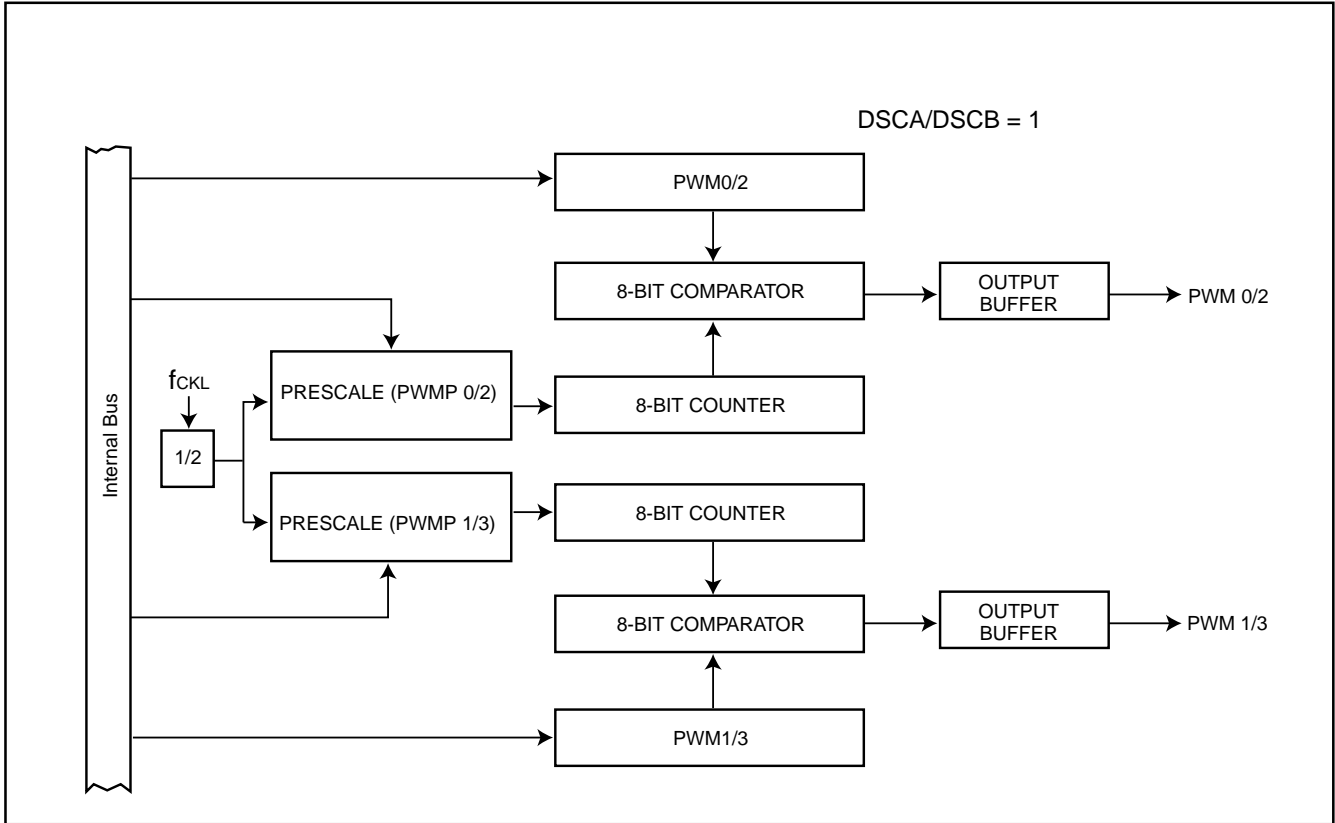 DSCA/DSCB = 1
PWM0/2
8-BIT COMPARATOR
OUTPUT
BUFFER
PWM 0/2
fCKL
PRESCALE (PWMP 0/2)
8-BIT COUNTER
Internal Bus
1/2
PRESCALE (PWMP 1/3)
8-BIT COUNTER
8-BIT COMPARATOR
OUTPUT
BUFFER
PWM 1/3
PWM1/3